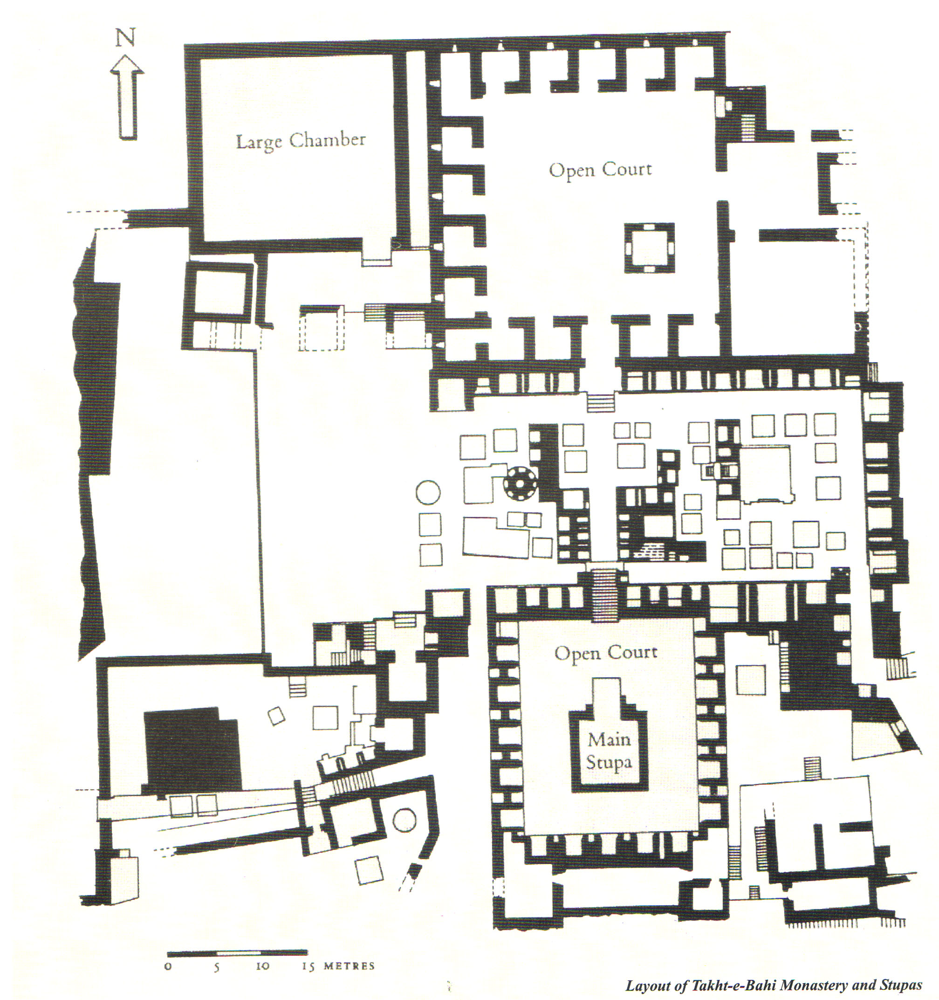 N
Large Chamber
Open Court
Open Court
Main
Stupa
0 5 10 15 METRES
Layout of Takht-e-Bahi Monastery and Stupas